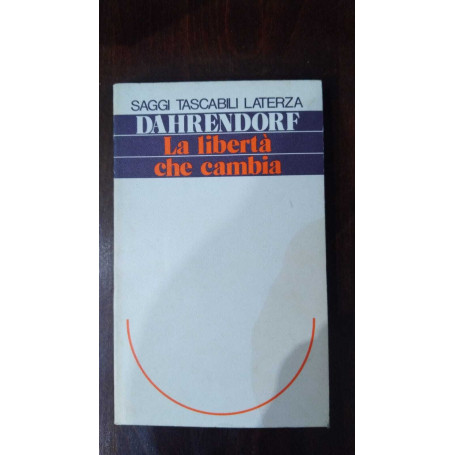 SAGGI TASCABILI LATERZA
DAHRENDORF
La libertà
che cambia